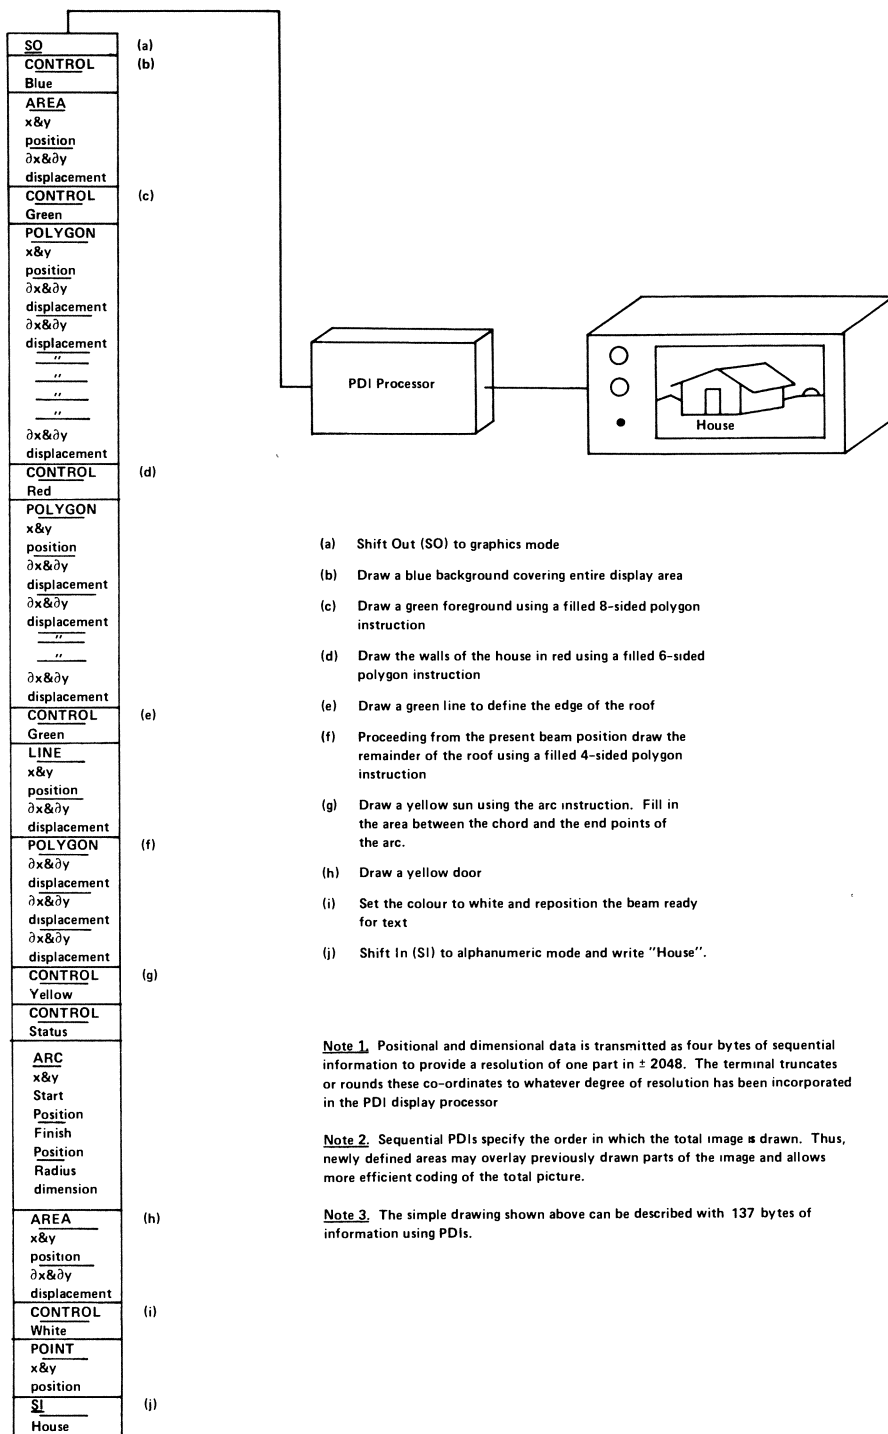 SO
(a)
CONTROL
(b)
Blue
AREA
x&y
position
∂x&∂y
displacement
CONTROL
(c)
Green
POLYGON
x&y
position
∂x&∂y
displacement
∂x&∂y
displacement
"
"
"
"
∂x&∂y
displacement
CONTROL
(d)
Red
POLYGON
x&y
position
∂x&∂y
displacement
∂x&∂y
displacement
"
"
∂x&∂y
displacement
CONTROL
(e)
Green
LINE
x&y
position
∂x&∂y
displacement
POLYGON
(f)
∂x&∂y
displacement
∂x&∂y
displacement
∂x&∂y
displacement
CONTROL
(g)
Yellow
CONTROL
Status
ARC
x&y
Start
Position
Finish
Position
Radius
dimension
AREA
(h)
x&y
position
∂x&∂y
displacement
CONTROL
(i)
White
POINT
x&y
position
SI
(j)
House
PDI Processor
House
(a) Shift Out (SO) to graphics mode
(b) Draw a blue background covering entire display area
(c) Draw a green foreground using a filled 8-sided polygon
instruction
(d) Draw the walls of the house in red using a filled 6-sided
polygon instruction
(e) Draw a green line to define the edge of the roof
(f) Proceeding from the present beam position draw the
remainder of the roof using a filled 4-sided polygon
instruction
(g) Draw a yellow sun using the arc instruction. Fill in
the area between the chord and the end points of
the arc.
(h) Draw a yellow door
(i) Set the colour to white and reposition the beam ready
for text
(j) Shift In (SI) to alphanumeric mode and write "House".
Note 1. Positional and dimensional data is transmitted as four bytes of sequential
information to provide a resolution of one part in ± 2048. The terminal truncates
or rounds these co-ordinates to whatever degree of resolution has been incorporated
in the PDI display processor
Note 2. Sequential PDIs specify the order in which the total image is drawn. Thus,
newly defined areas may overlay previously drawn parts of the image and allows
more efficient coding of the total picture.
Note 3. The simple drawing shown above can be described with 137 bytes of
information using PDIs.